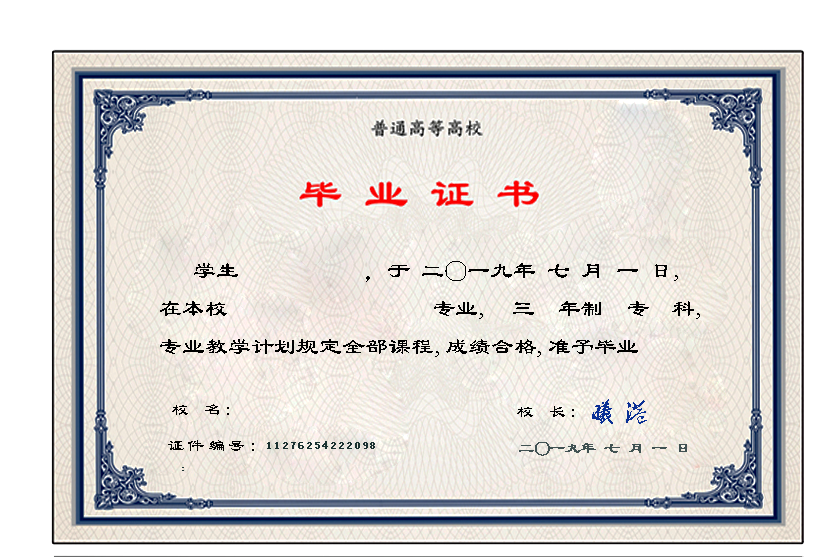 普通高等高校
毕业证书
学生 ，于 二〇一九年 七 月 一 日,
在本校 专业, 三 年制 专 科,
专业教学计划规定全部课程, 成绩合格, 准予毕业
校 名:
校 长:
证件编号: 11276254222098
二〇一九年 七 月 一 日
: